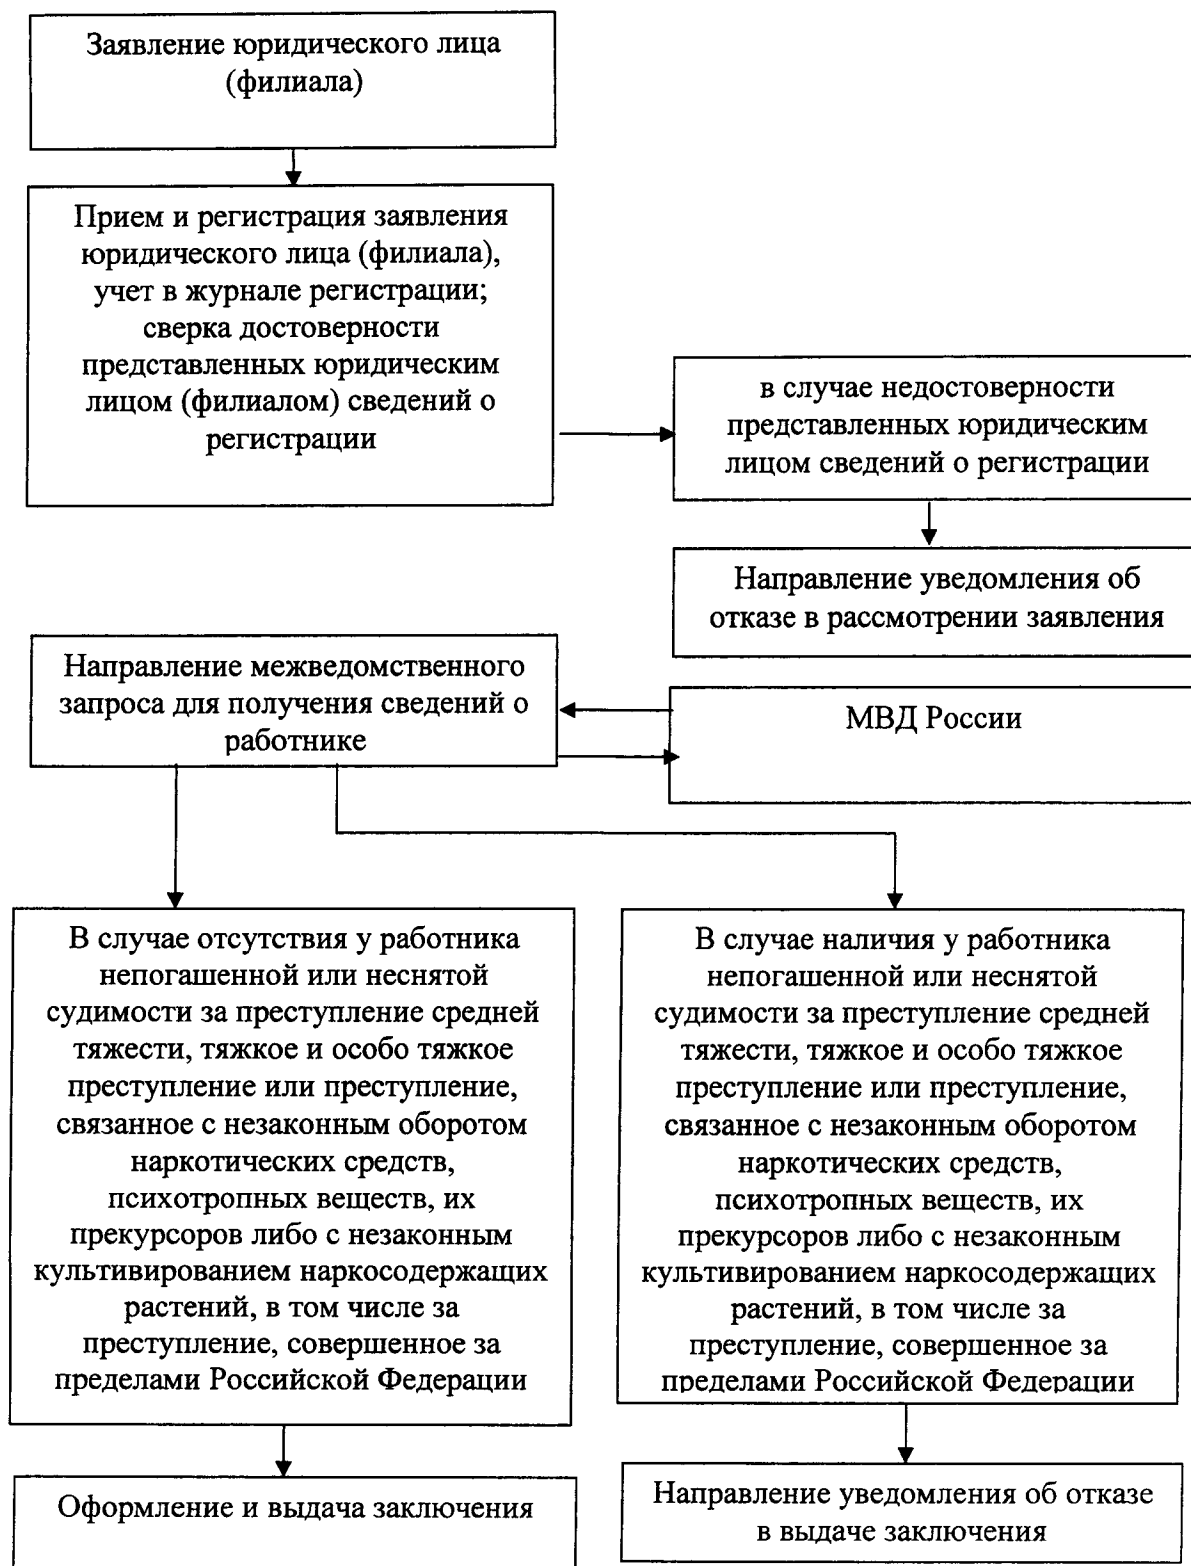 Заявление юридического лица
(филиала)
Прием и регистрация заявления
юридического лица (филиала),
учет в журнале регистрации;
сверка достоверности
представленных юридическим
лицом (филиалом) сведений о
регистрации
в случае недостоверности
представленных юридическим
лицом сведений о регистрации
Направление уведомления об
отказе в рассмотрении заявления
Направление межведомственного
запроса для получения сведений о
работнике
МВД России
В случае отсутствия у работника
непогашенной или неснятой
судимости за преступление средней
тяжести, тяжкое и особо тяжкое
преступление или преступление,
связанное с незаконным оборотом
наркотических средств,
психотропных веществ, их
прекурсоров либо с незаконным
культивированием наркосодержащих
растений, в том числе за
преступление, совершенное за
пределами Российской Федерации
В случае наличия у работника
непогашенной или неснятой
судимости за преступление средней
тяжести, тяжкое и особо тяжкое
преступление или преступление,
связанное с незаконным оборотом
наркотических средств,
психотропных веществ, их
прекурсоров либо с незаконным
культивированием наркосодержащих
растений, в том числе за
преступление, совершенное за
пределами Российской Федерации
Оформление и выдача заключения
Направление уведомления об отказе
в выдаче заключения